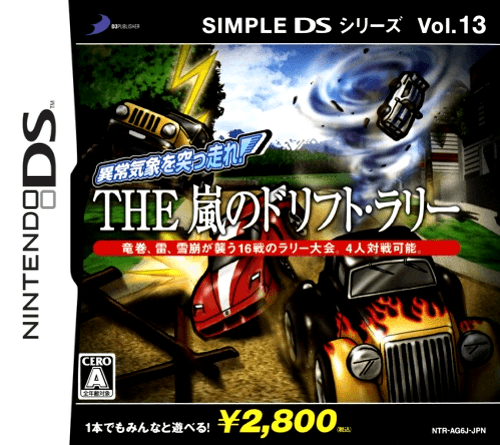 D3PUBLISHER
SIMPLE DS シリーズ Vol.13
NINTENDO DS™
異常気象を突っ走れ!
THE 嵐のドリフト・ラリー
竜巻、雷、雪崩が襲う16戦のラリー大会。4人対戦可能。
CERO
A
全年齢対象
1本でもみんなと遊べる! ¥2,800(税込)
NTR-AG6J-JPN